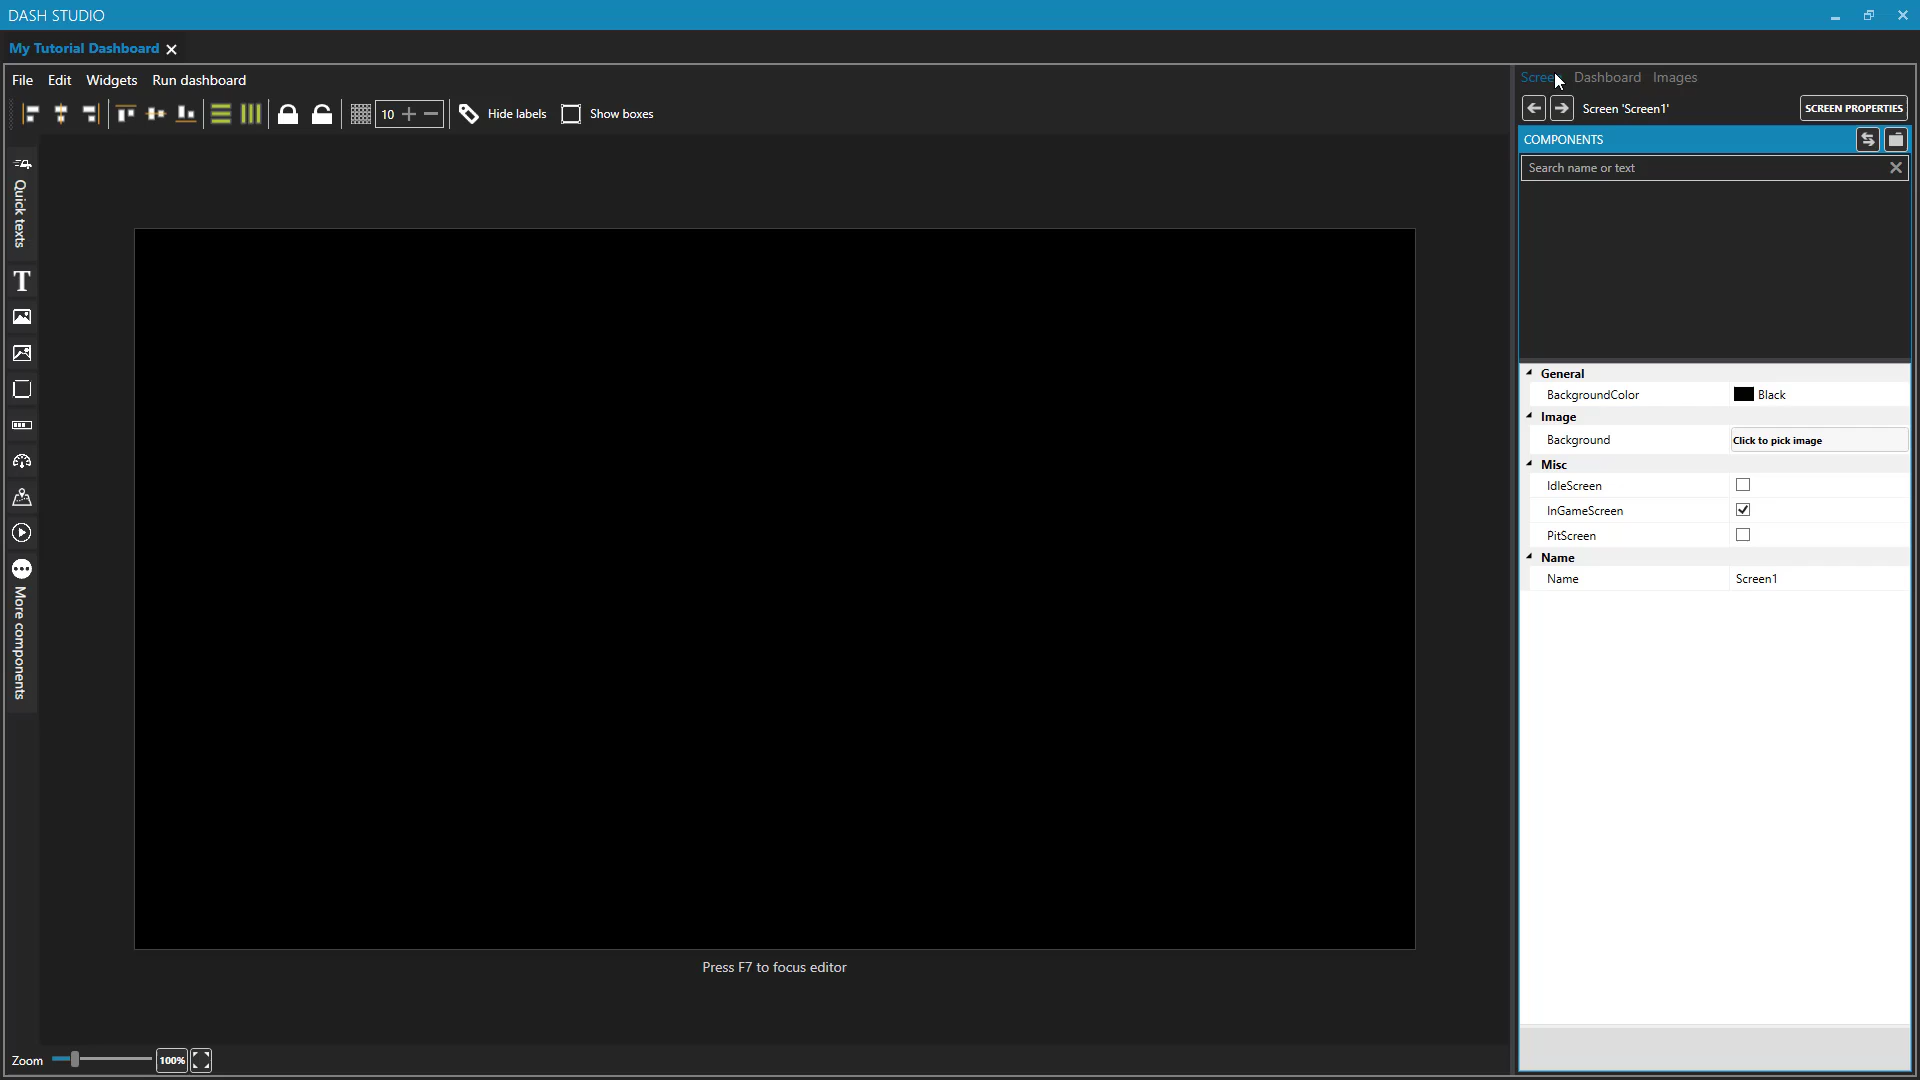 DASH STUDIO
My Tutorial Dashboard
File Edit Widgets Run dashboard
10 Hide labels Show boxes
Quick texts
T
More components
Press F7 to focus editor
Zoom 100%
Dashboard Images
Screen 'Screen1' SCREEN PROPERTIES
COMPONENTS
Search name or text
General
BackgroundColor Black
Image
Background Click to pick image
Misc
IdleScreen
InGameScreen
PitScreen
Name
Name Screen1